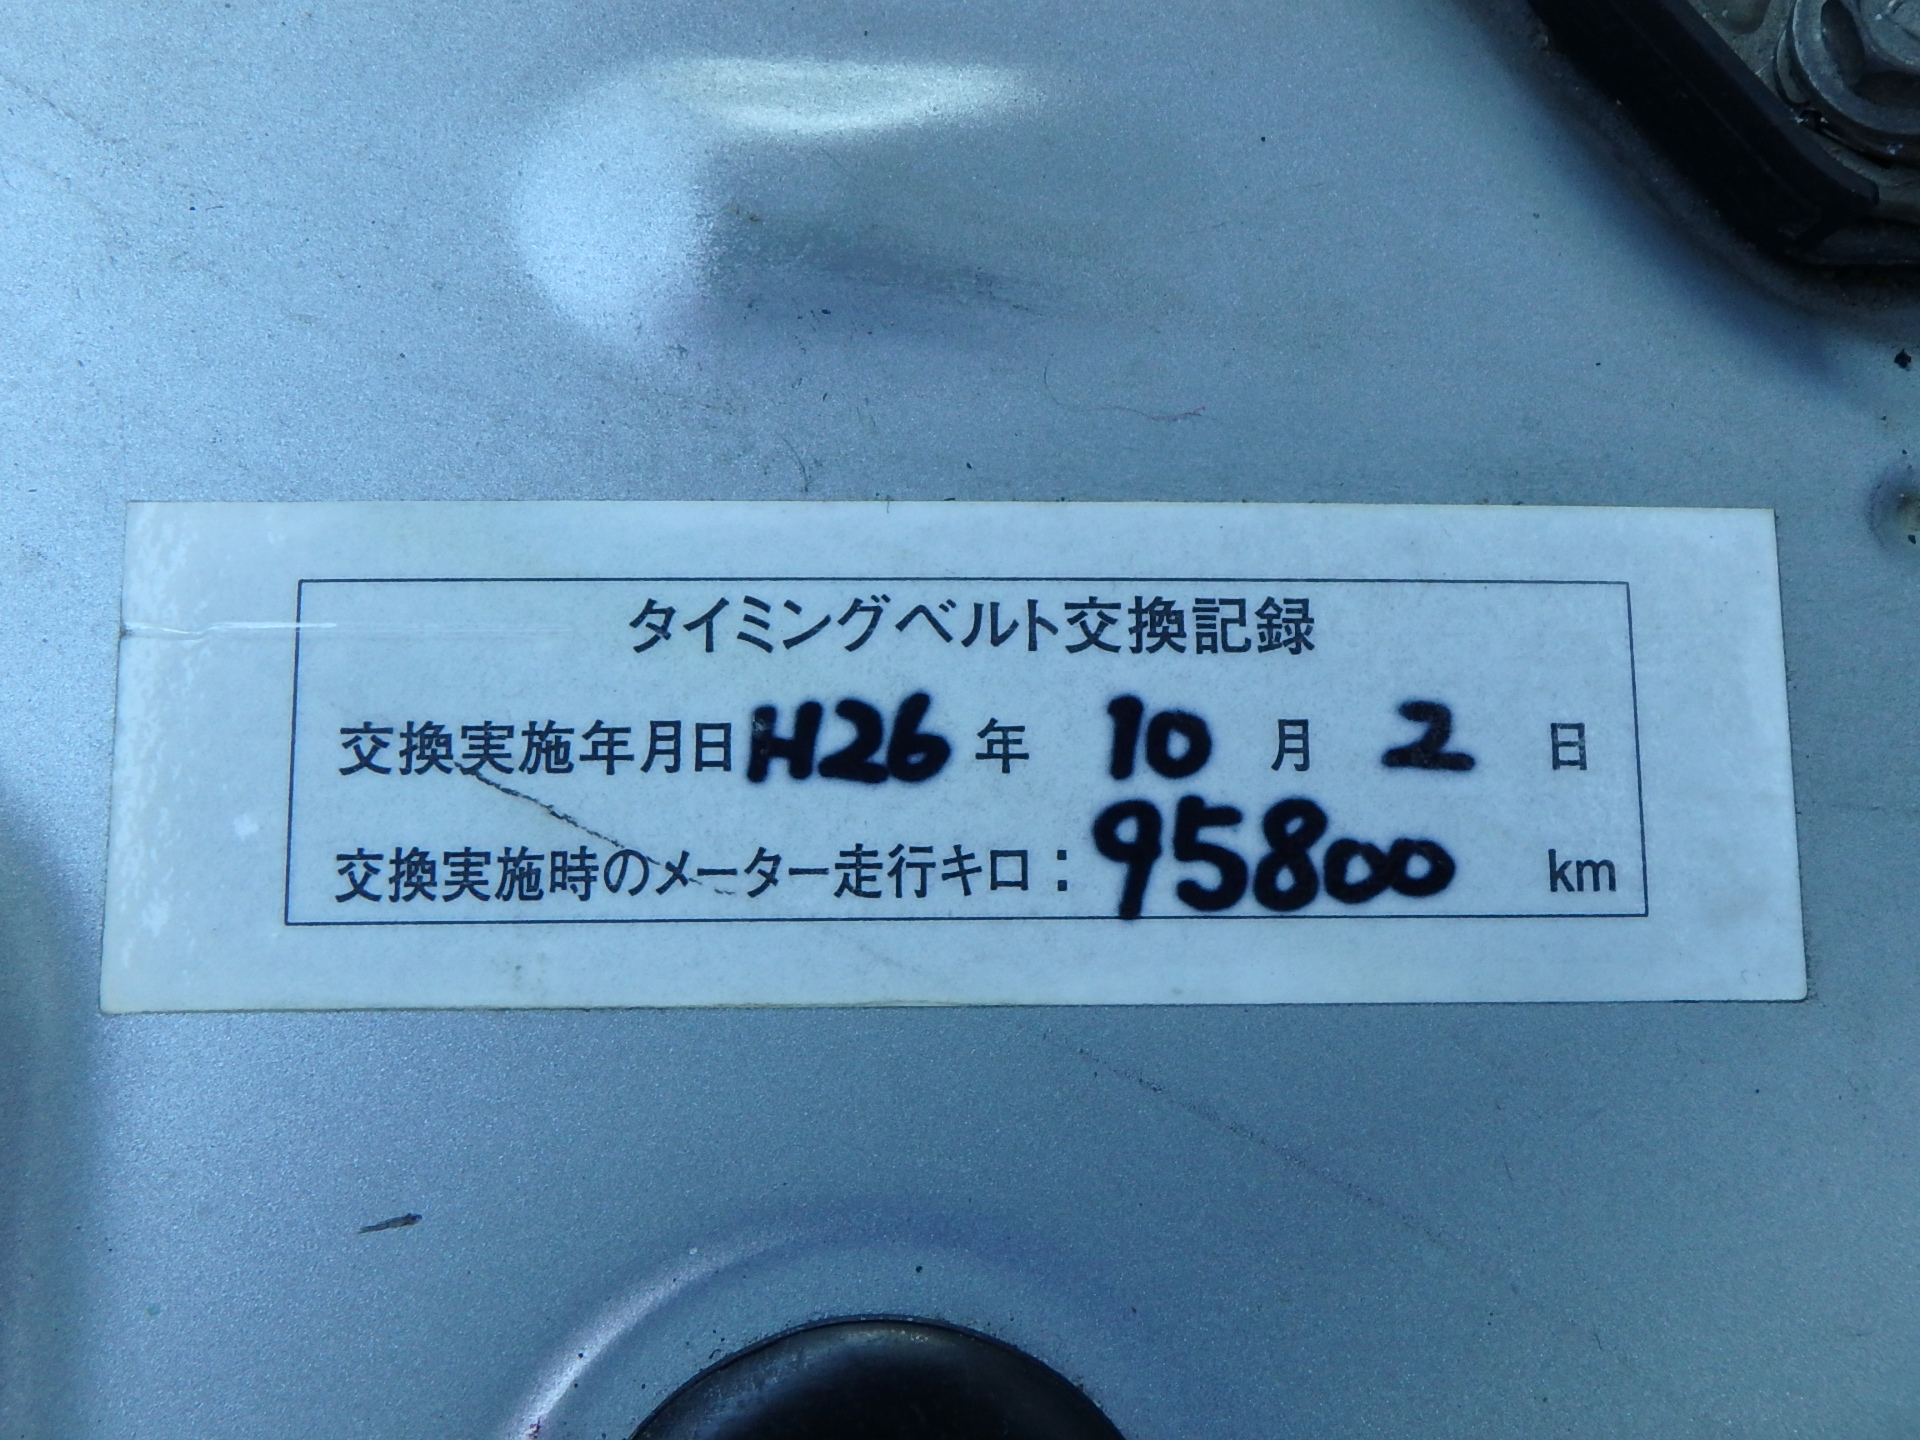 タイミングベルト交換記録
交換実施年月日 H26 年 10 月 2 日
交換実施時のメーター走行キロ：95800 km